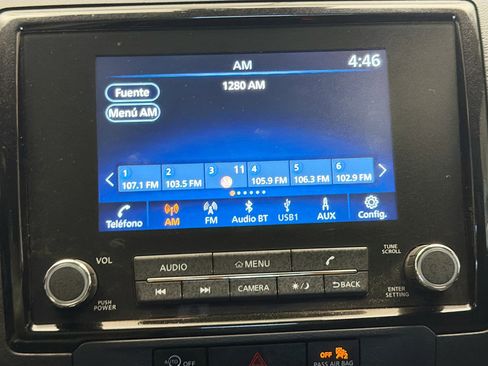 AM
4:46
Fuente
1280 AM
Menú AM
1 2 3 11 4 5 6
107.1 FM 103.5 FM 105.9 FM 106.3 FM 102.9 FM
Teléfono AM FM Audio BT USB1 AUX Config.
VOL AUDIO MENU TUNE
SCROLL
PUSH
POWER
CAMERA BACK ENTER
SETTING
OFF OFF
PASS AIR BAG